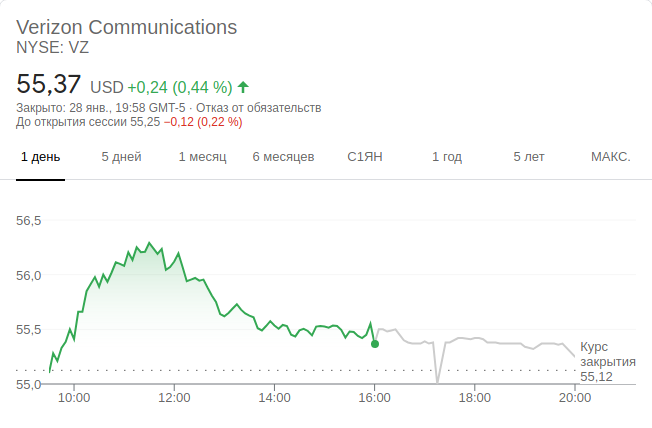 Verizon Communications
NYSE: VZ
55,37 USD +0,24 (0,44 %)
Закрыто: 28 янв., 19:58 GMT-5 · Отказ от обязательств
До открытия сессии 55,25 −0,12 (0,22 %)
1 день 5 дней 1 месяц 6 месяцев С1ЯН 1 год 5 лет МАКС.
56,5
56,0
55,5
Курс
закрытия
55,12
55,0
10:00 12:00 14:00 16:00 18:00 20:00